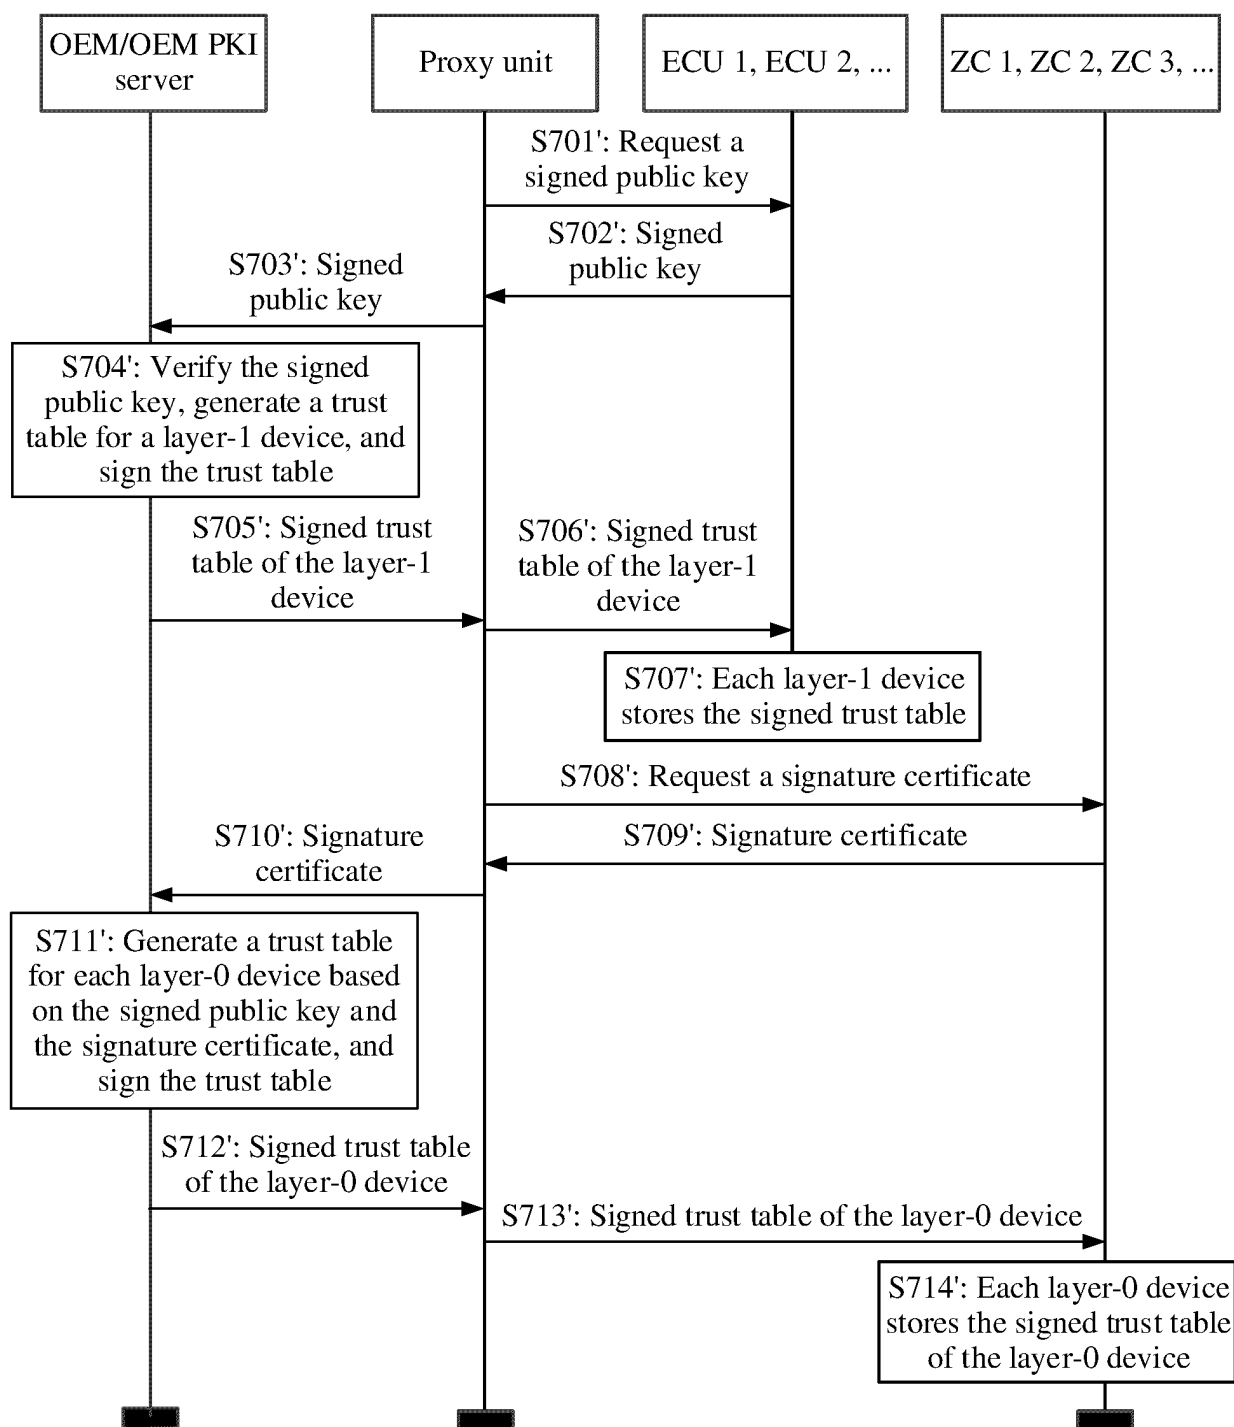 OEM/OEM PKI
server
Proxy unit
ECU 1, ECU 2, ...
ZC 1, ZC 2, ZC 3, ...
S701': Request a
signed public key
S702': Signed
public key
S703': Signed
public key
S704': Verify the signed
public key, generate a trust
table for a layer-1 device, and
sign the trust table
S705': Signed trust
table of the layer-1
device
S706': Signed trust
table of the layer-1
device
S707': Each layer-1 device
stores the signed trust table
S708': Request a signature certificate
S709': Signature certificate
S710': Signature
certificate
S711': Generate a trust table
for each layer-0 device based
on the signed public key and
the signature certificate, and
sign the trust table
S712': Signed trust table
of the layer-0 device
S713': Signed trust table of the layer-0 device
S714': Each layer-0 device
stores the signed trust table
of the layer-0 device